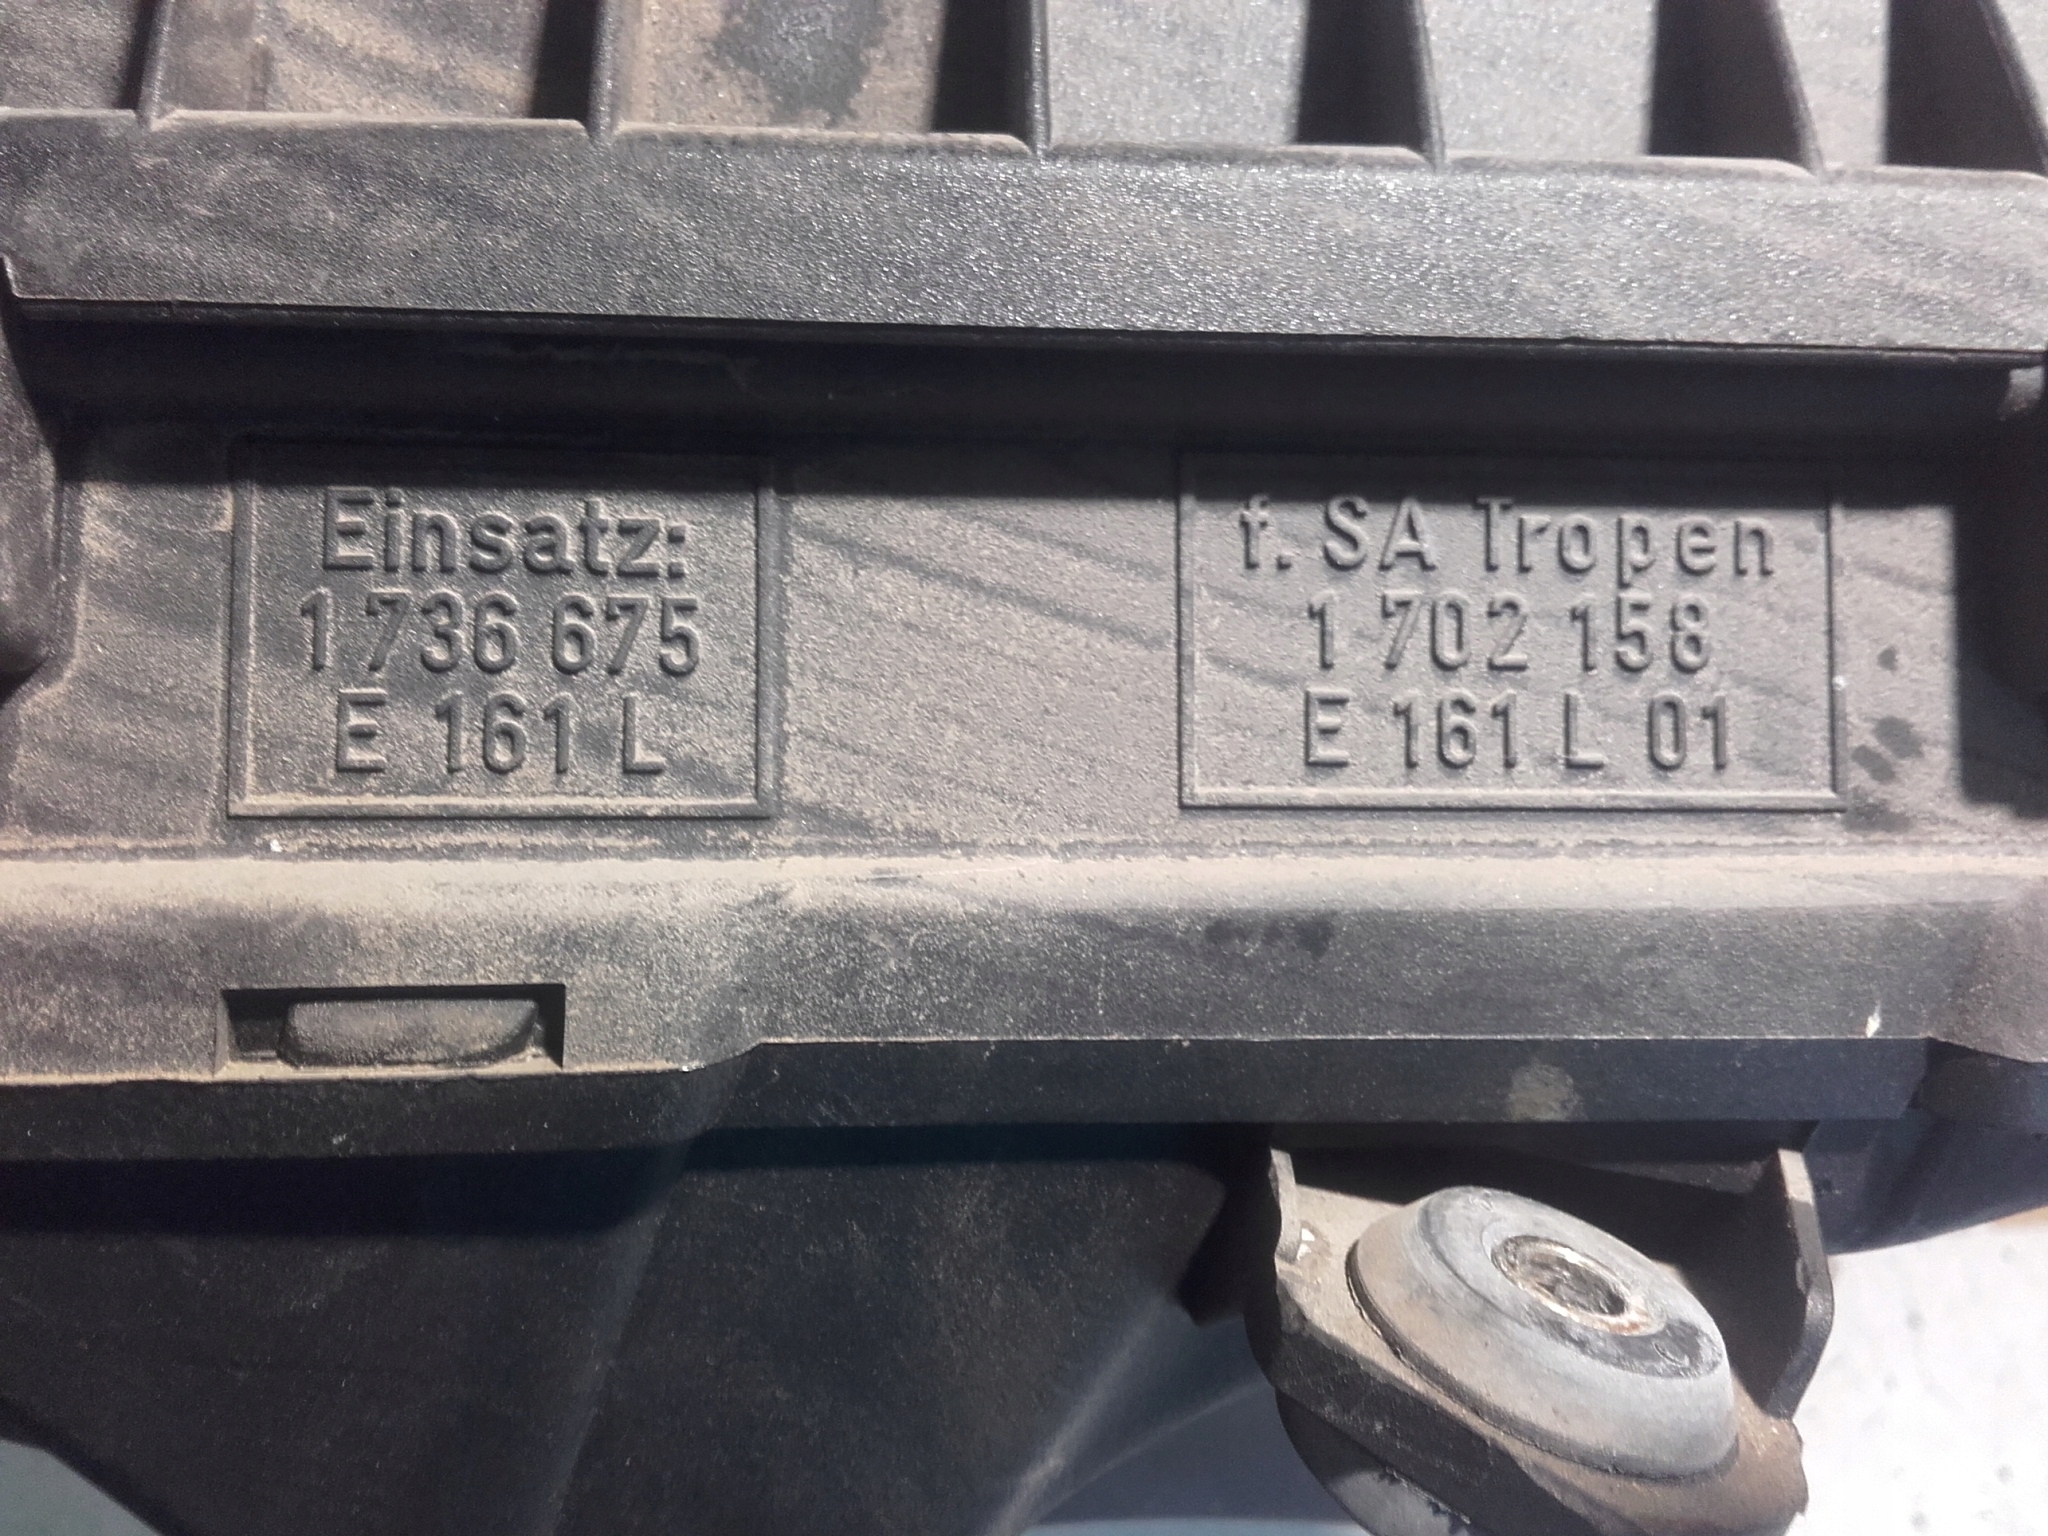 Einsatz:
1 736 675
E 161 L
f. SA Tropen
1 702 158
E 161 L 01